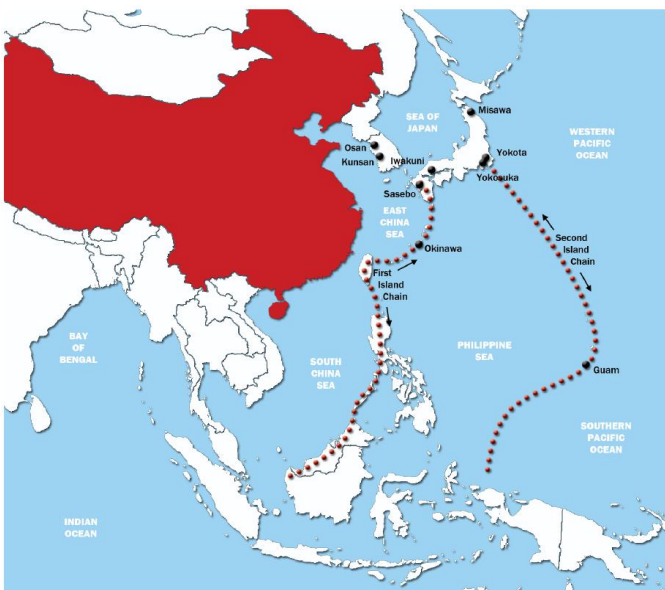 Misawa
SEA OF
JAPAN
WESTERN
PACIFIC
OCEAN
Osan
Kunsan
Iwakuni
Yokota
Yokosuka
Sasebo
EAST
CHINA
SEA
Okinawa
Second
Island
Chain
First
Island
Chain
BAY
OF
BENGAL
SOUTH
CHINA
SEA
PHILIPPINE
SEA
Guam
SOUTHERN
PACIFIC
OCEAN
INDIAN
OCEAN